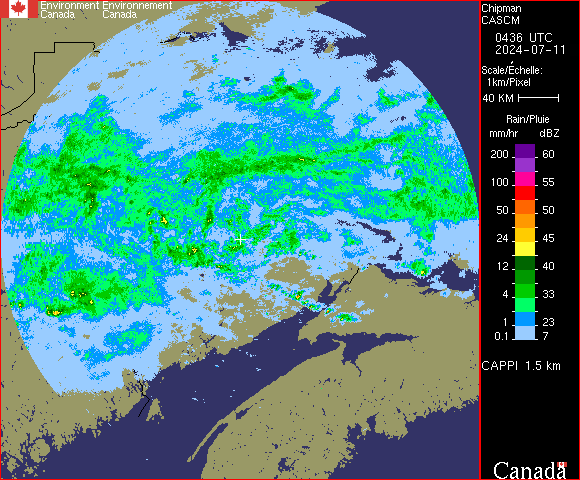 Environment Environnement
Canada Canada
Chipman
CASCM
0436 UTC
2024-07-11
Scale/Échelle:
1km/Pixel
40 KM
Rain/Pluie
mm/hr dBZ
200 60
100 55
50 50
24 45
12 40
4 33
1 23
0.1 7
CAPPI 1.5 km
Canada